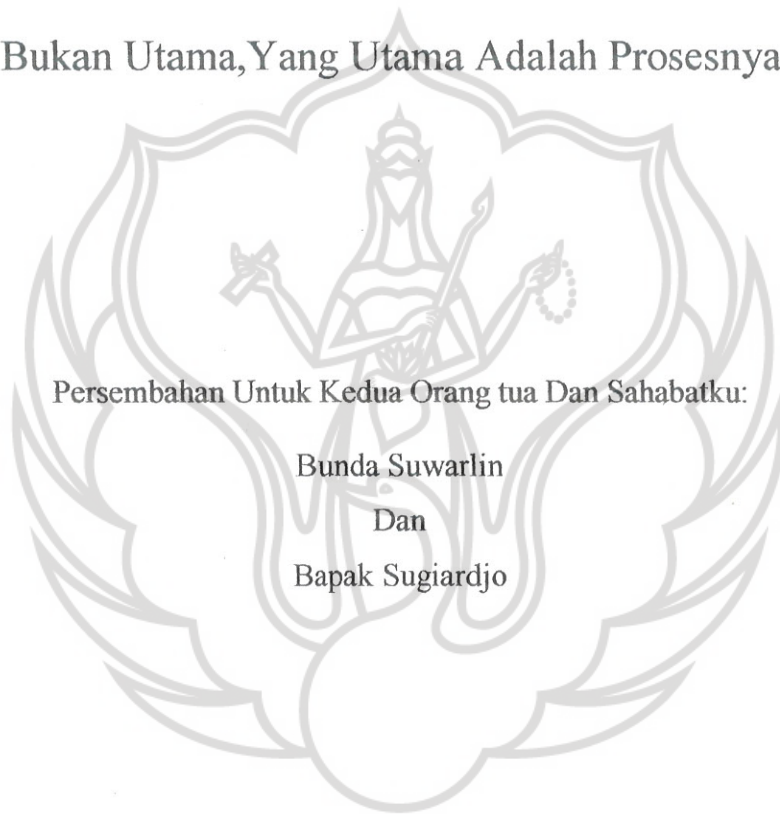 Bukan Utama,Yang Utama Adalah Prosesnya
Persembahan Untuk Kedua Orang tua Dan Sahabatku:
Bunda Suwarlin
Dan
Bapak Sugiardjo